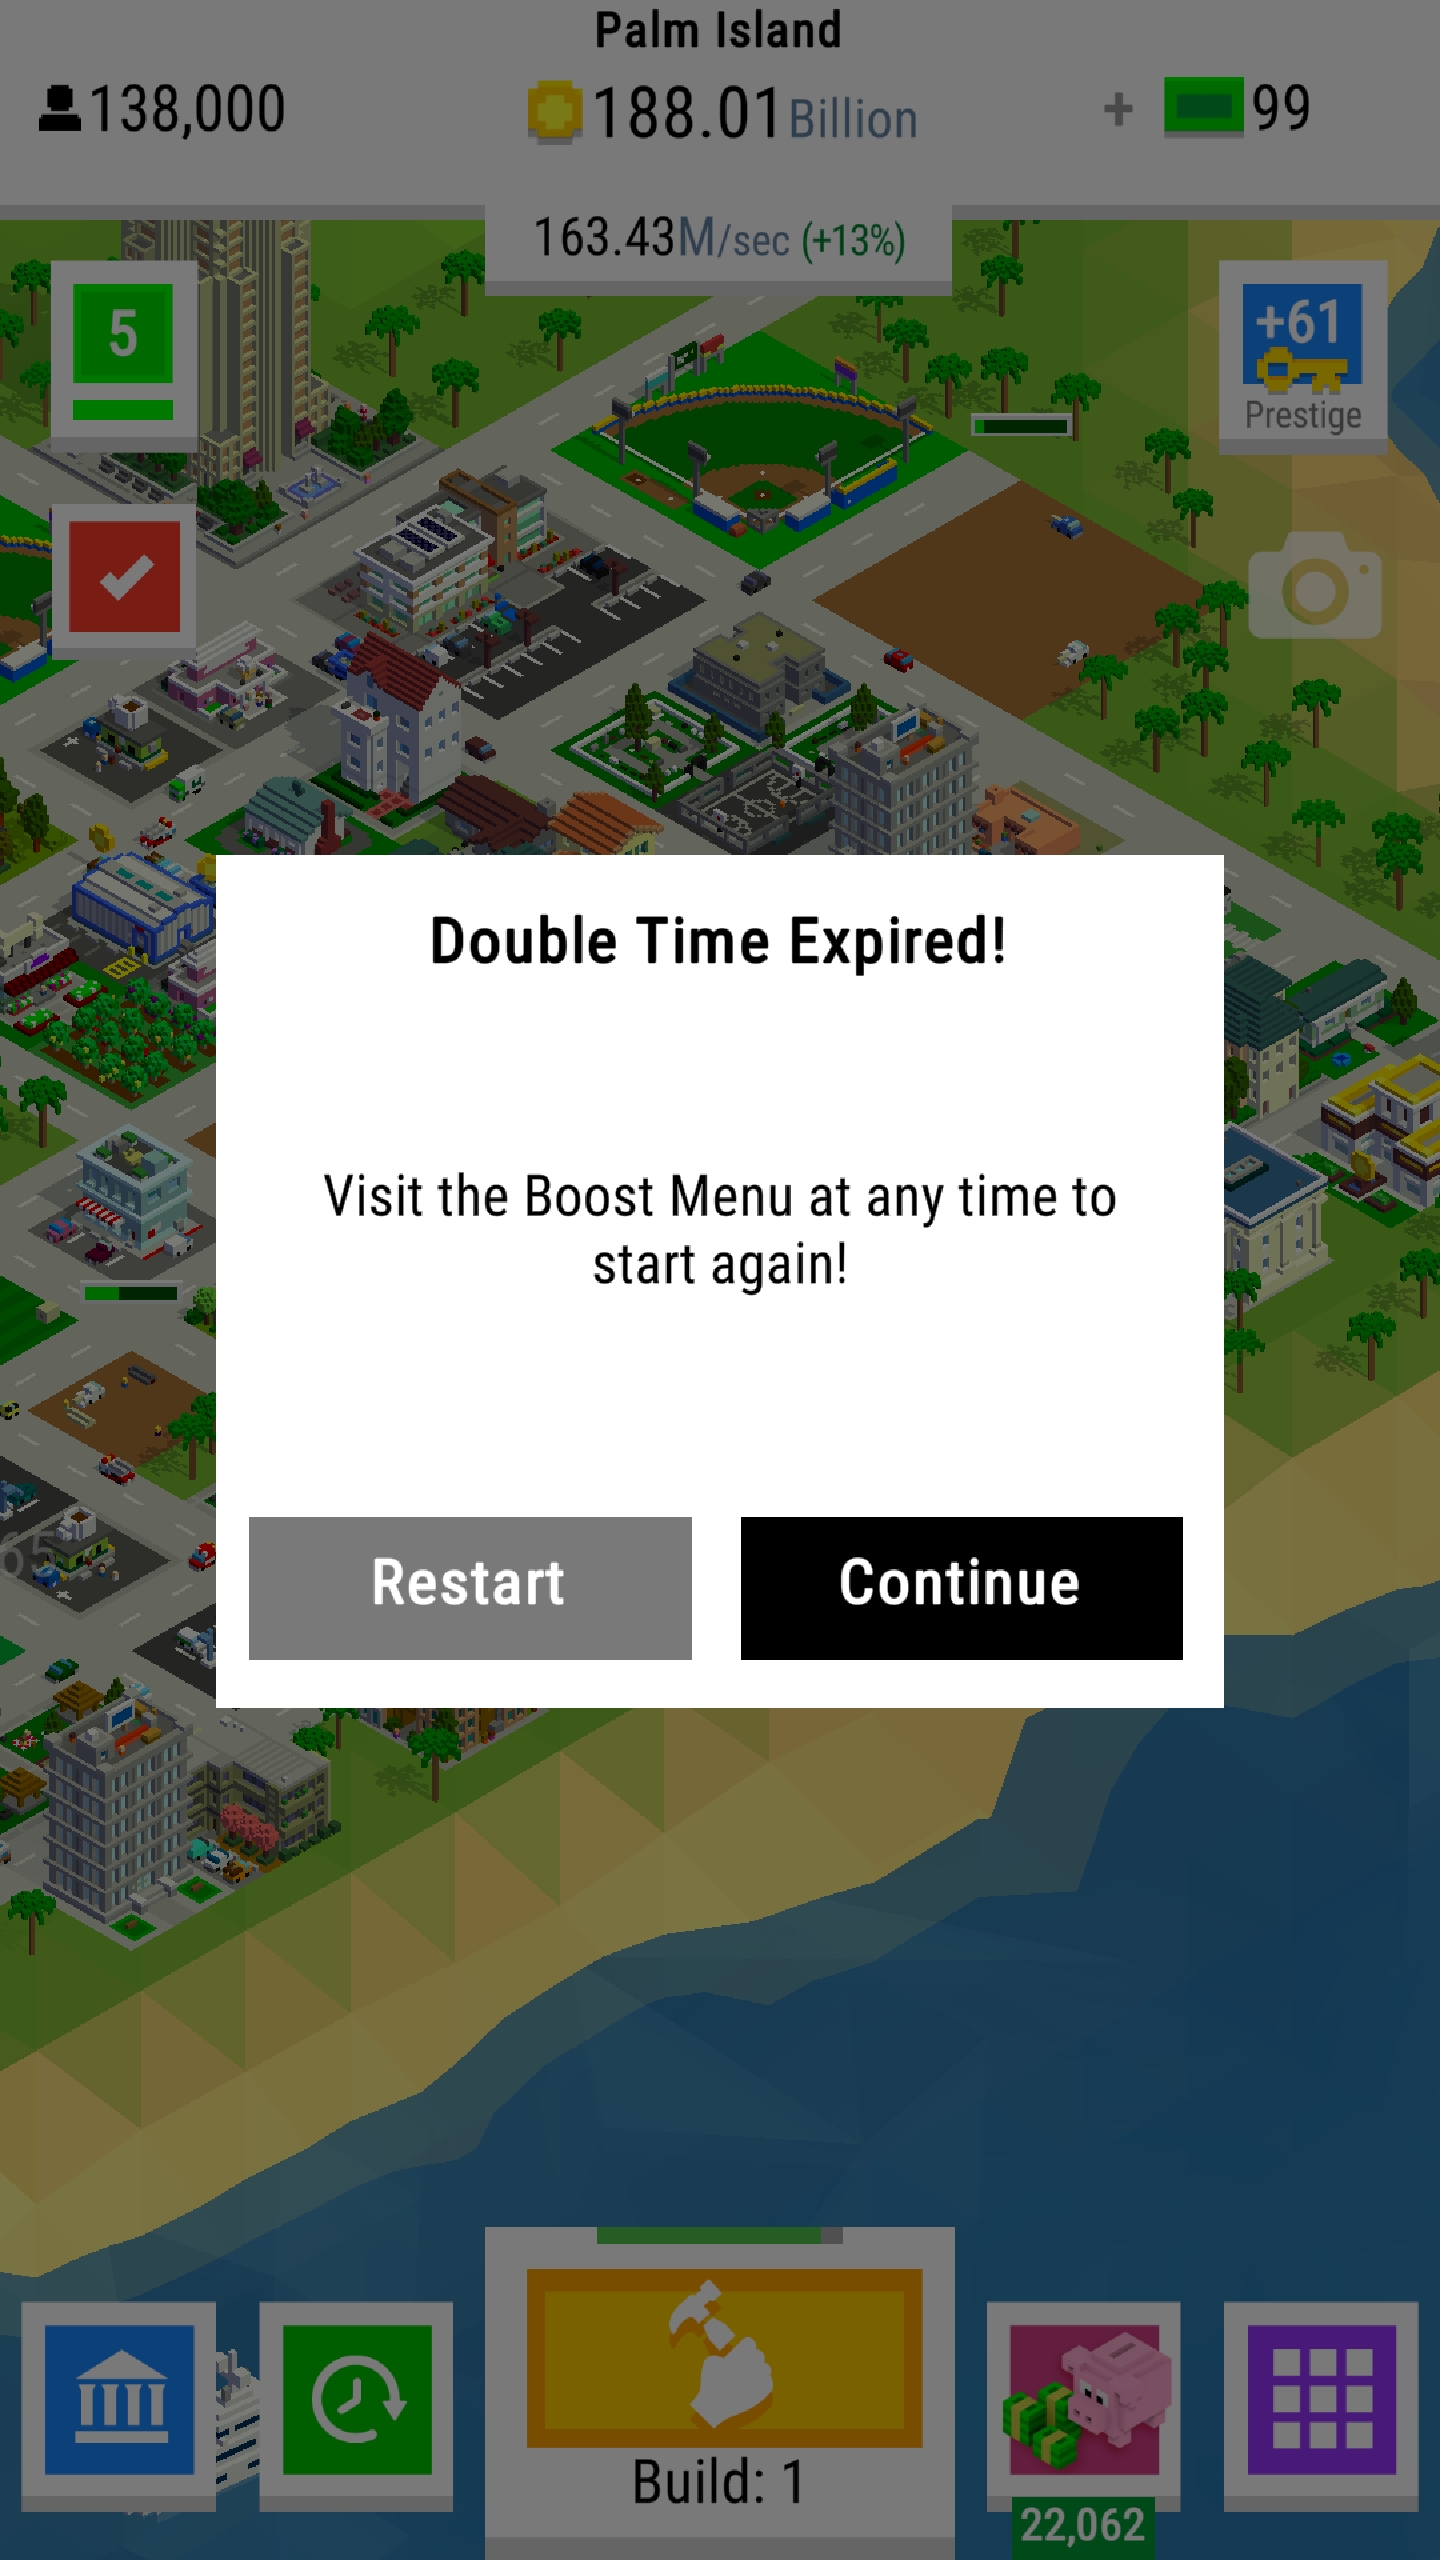 Palm Island
138,000
188.01 Billion
+ 99
163.43M/sec (+13%)
5
+61
Prestige
Double Time Expired!
Visit the Boost Menu at any time to
start again!
65
Restart
Continue
Build: 1
22,062